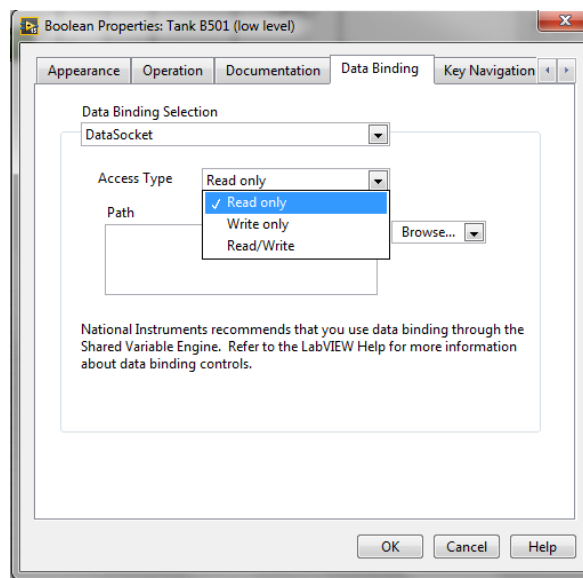 Boolean Properties: Tank B501 (low level)
Appearance Operation Documentation Data Binding Key Navigation
Data Binding Selection
DataSocket
Access Type Read only
✓ Read only
Path
Write only
Browse...
Read/Write
National Instruments recommends that you use data binding through the
Shared Variable Engine. Refer to the LabVIEW Help for more information
about data binding controls.
OK Cancel Help